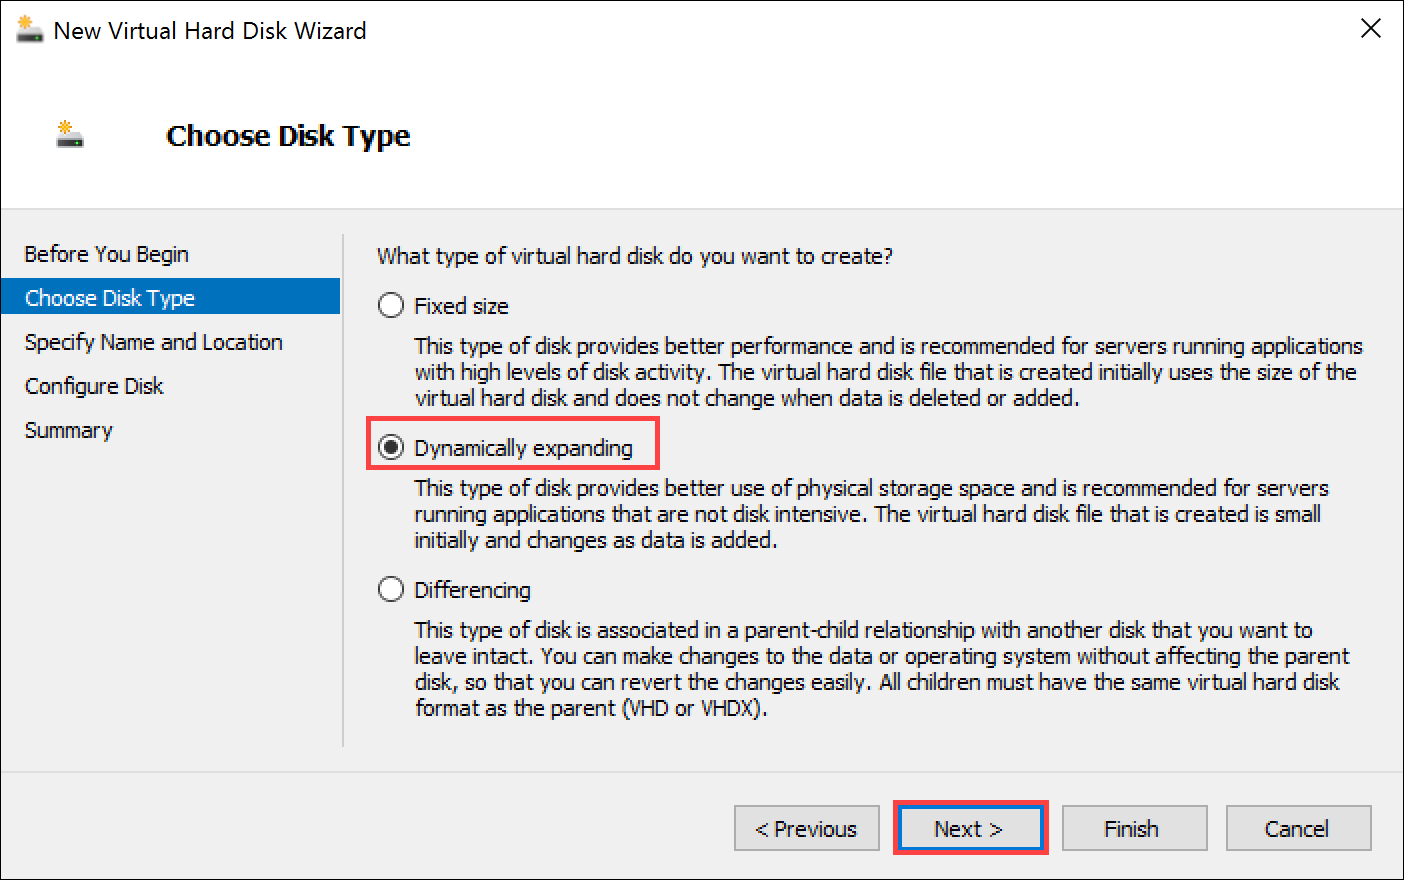 New Virtual Hard Disk Wizard
Choose Disk Type
Before You Begin
Choose Disk Type
Specify Name and Location
Configure Disk
Summary
What type of virtual hard disk do you want to create?
Fixed size
This type of disk provides better performance and is recommended for servers running applications
with high levels of disk activity. The virtual hard disk file that is created initially uses the size of the
virtual hard disk and does not change when data is deleted or added.
Dynamically expanding
This type of disk provides better use of physical storage space and is recommended for servers
running applications that are not disk intensive. The virtual hard disk file that is created is small
initially and changes as data is added.
Differencing
This type of disk is associated in a parent-child relationship with another disk that you want to
leave intact. You can make changes to the data or operating system without affecting the parent
disk, so that you can revert the changes easily. All children must have the same virtual hard disk
format as the parent (VHD or VHDX).
< Previous
Next >
Finish
Cancel